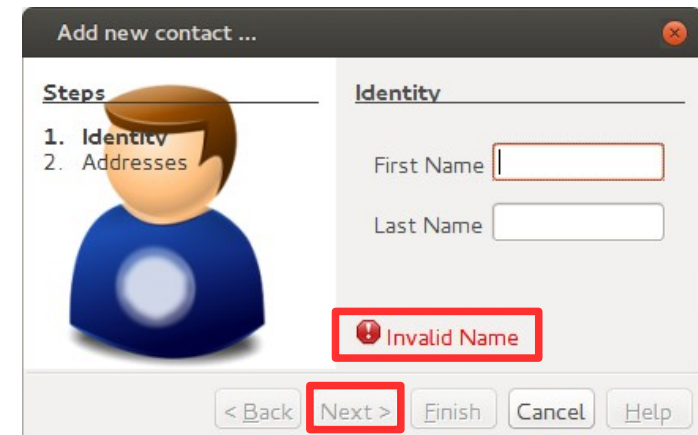 Add new contact ...
Steps
1. Identity
2. Addresses
Identity
First Name
Last Name
Invalid Name
< Back Next > Finish Cancel Help